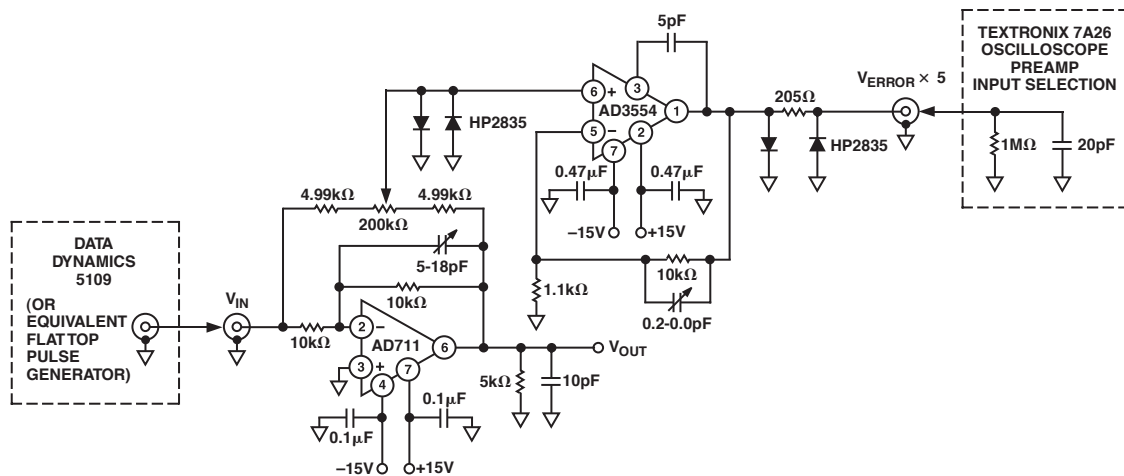 5pF
TEXTRONIX 7A26
OSCILLOSCOPE
PREAMP
INPUT SELECTION
VERROR × 5
6 +
3
AD3554
1
205Ω
HP2835
5 –
2
7
HP2835
1MΩ
20pF
0.47µF
0.47µF
4.99kΩ
4.99kΩ
200kΩ
–15V
+15V
DATA
DYNAMICS
5109
5-18pF
10kΩ
(OR
EQUIVALENT
FLAT TOP
PULSE
GENERATOR)
VIN
10kΩ
1.1kΩ
0.2-0.0pF
10kΩ
2 –
AD711
6
VOUT
3 +
7
4
5kΩ
10pF
0.1µF
0.1µF
–15V
+15V